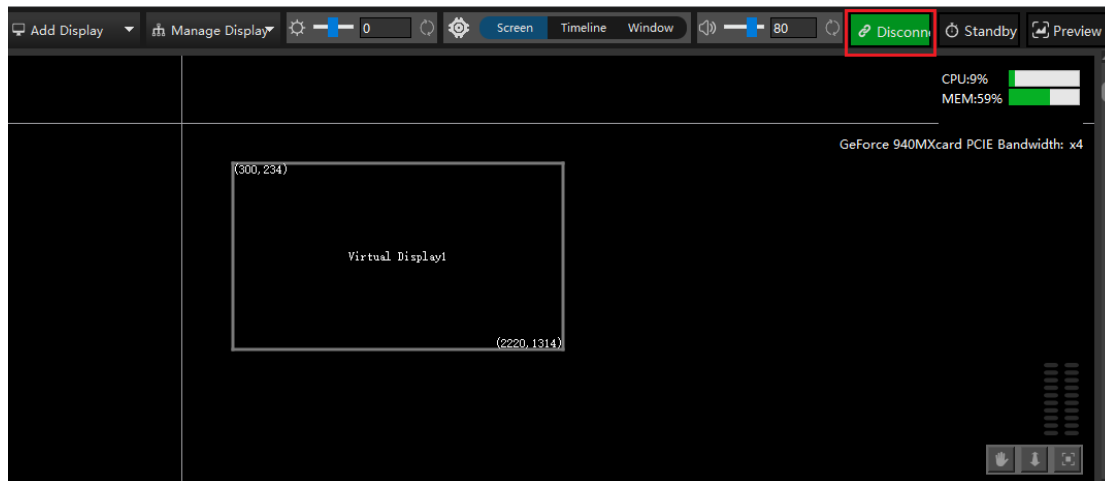 Add Display Manage Display 0 Screen Timeline Window 80 Disconn Standby Preview
CPU:9%
MEM:59%
GeForce 940MXcard PCIE Bandwidth: x4
(300, 234)
Virtual Display1
(2220, 1314)